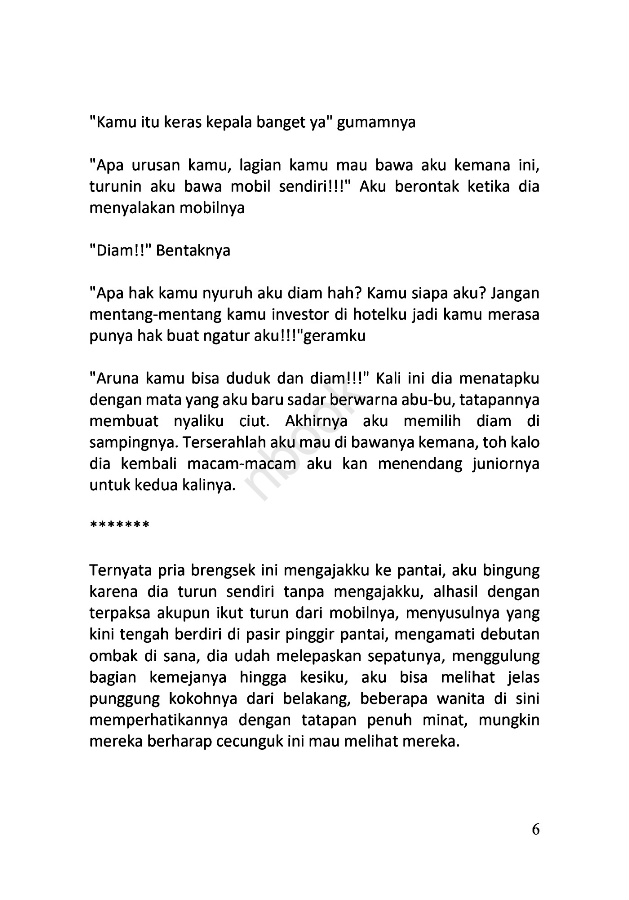 "Kamu itu keras kepala banget ya" gumamnya
"Apa urusan kamu, lagian kamu mau bawa aku kemana ini,
turunin aku bawa mobil sendiri!!!" Aku berontak ketika dia
menyalakan mobilnya
"Diam!!" Bentaknya
"Apa hak kamu nyuruh aku diam hah? Kamu siapa aku? Jangan
mentang-mentang kamu investor di hotelku jadi kamu merasa
punya hak buat ngatur aku!!!"geramku
"Aruna kamu bisa duduk dan diam!!!" Kali ini dia menatapku
dengan mata yang aku baru sadar berwarna abu-bu, tatapannya
membuat nyaliku ciut. Akhirnya aku memilih diam di
sampingnya. Terserahlah aku mau di bawanya kemana, toh kalo
dia kembali macam-macam aku kan menendang juniornya
untuk kedua kalinya.
*******
Ternyata pria brengsek ini mengajakku ke pantai, aku bingung
karena dia turun sendiri tanpa mengajakku, alhasil dengan
terpaksa akupun ikut turun dari mobilnya, menyusulnya yang
kini tengah berdiri di pasir pinggir pantai, mengamati debutan
ombak di sana, dia udah melepaskan sepatunya, menggulung
bagian kemejanya hingga kesiku, aku bisa melihat jelas
punggung kokohnya dari belakang, beberapa wanita di sini
memperhatikannya dengan tatapan penuh minat, mungkin
mereka berharap cecunguk ini mau melihat mereka.
nbook
6